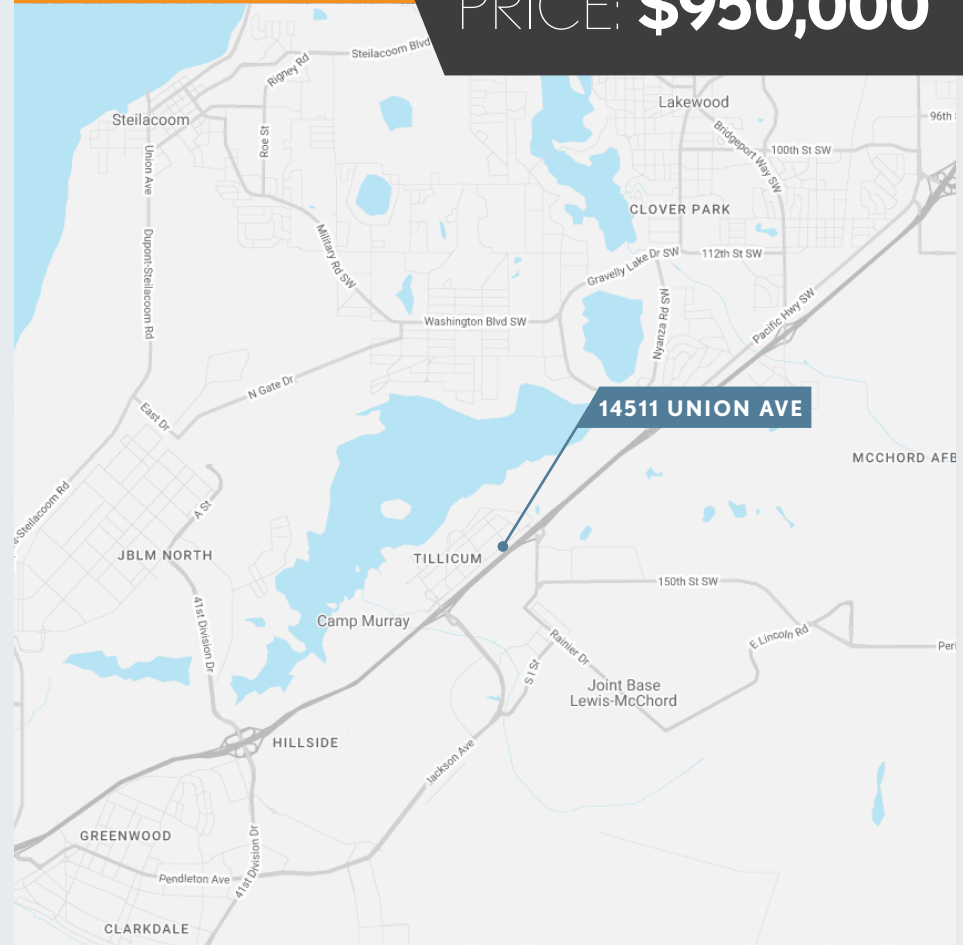 PRICE: $950,000
Steilacoom Blvd
Rigney Rd
Lakewood
Steilacoom
96th
Bridgeport Way SW
Roe St
100th St SW
Union Ave
CLOVER PARK
Military Rd SW
Gravelly Lake Dr SW
112th St SW
Dupont-Steilacoom Rd
Pacific Hwy SW
Nyanza Rd SW
Washington Blvd SW
N Gate Dr
14511 UNION AVE
East Dr
MCCHORD AFB
-Steilacoom Rd
A St
JBLM NORTH
TILLICUM
150th St SW
41st Division Dr
Camp Murray
E Lincoln Rd
Rainier Dr
Per
S I St
Joint Base
Lewis-McChord
HILLSIDE
Jackson Ave
GREENWOOD
41st Division Dr
Pendleton Ave
CLARKDALE